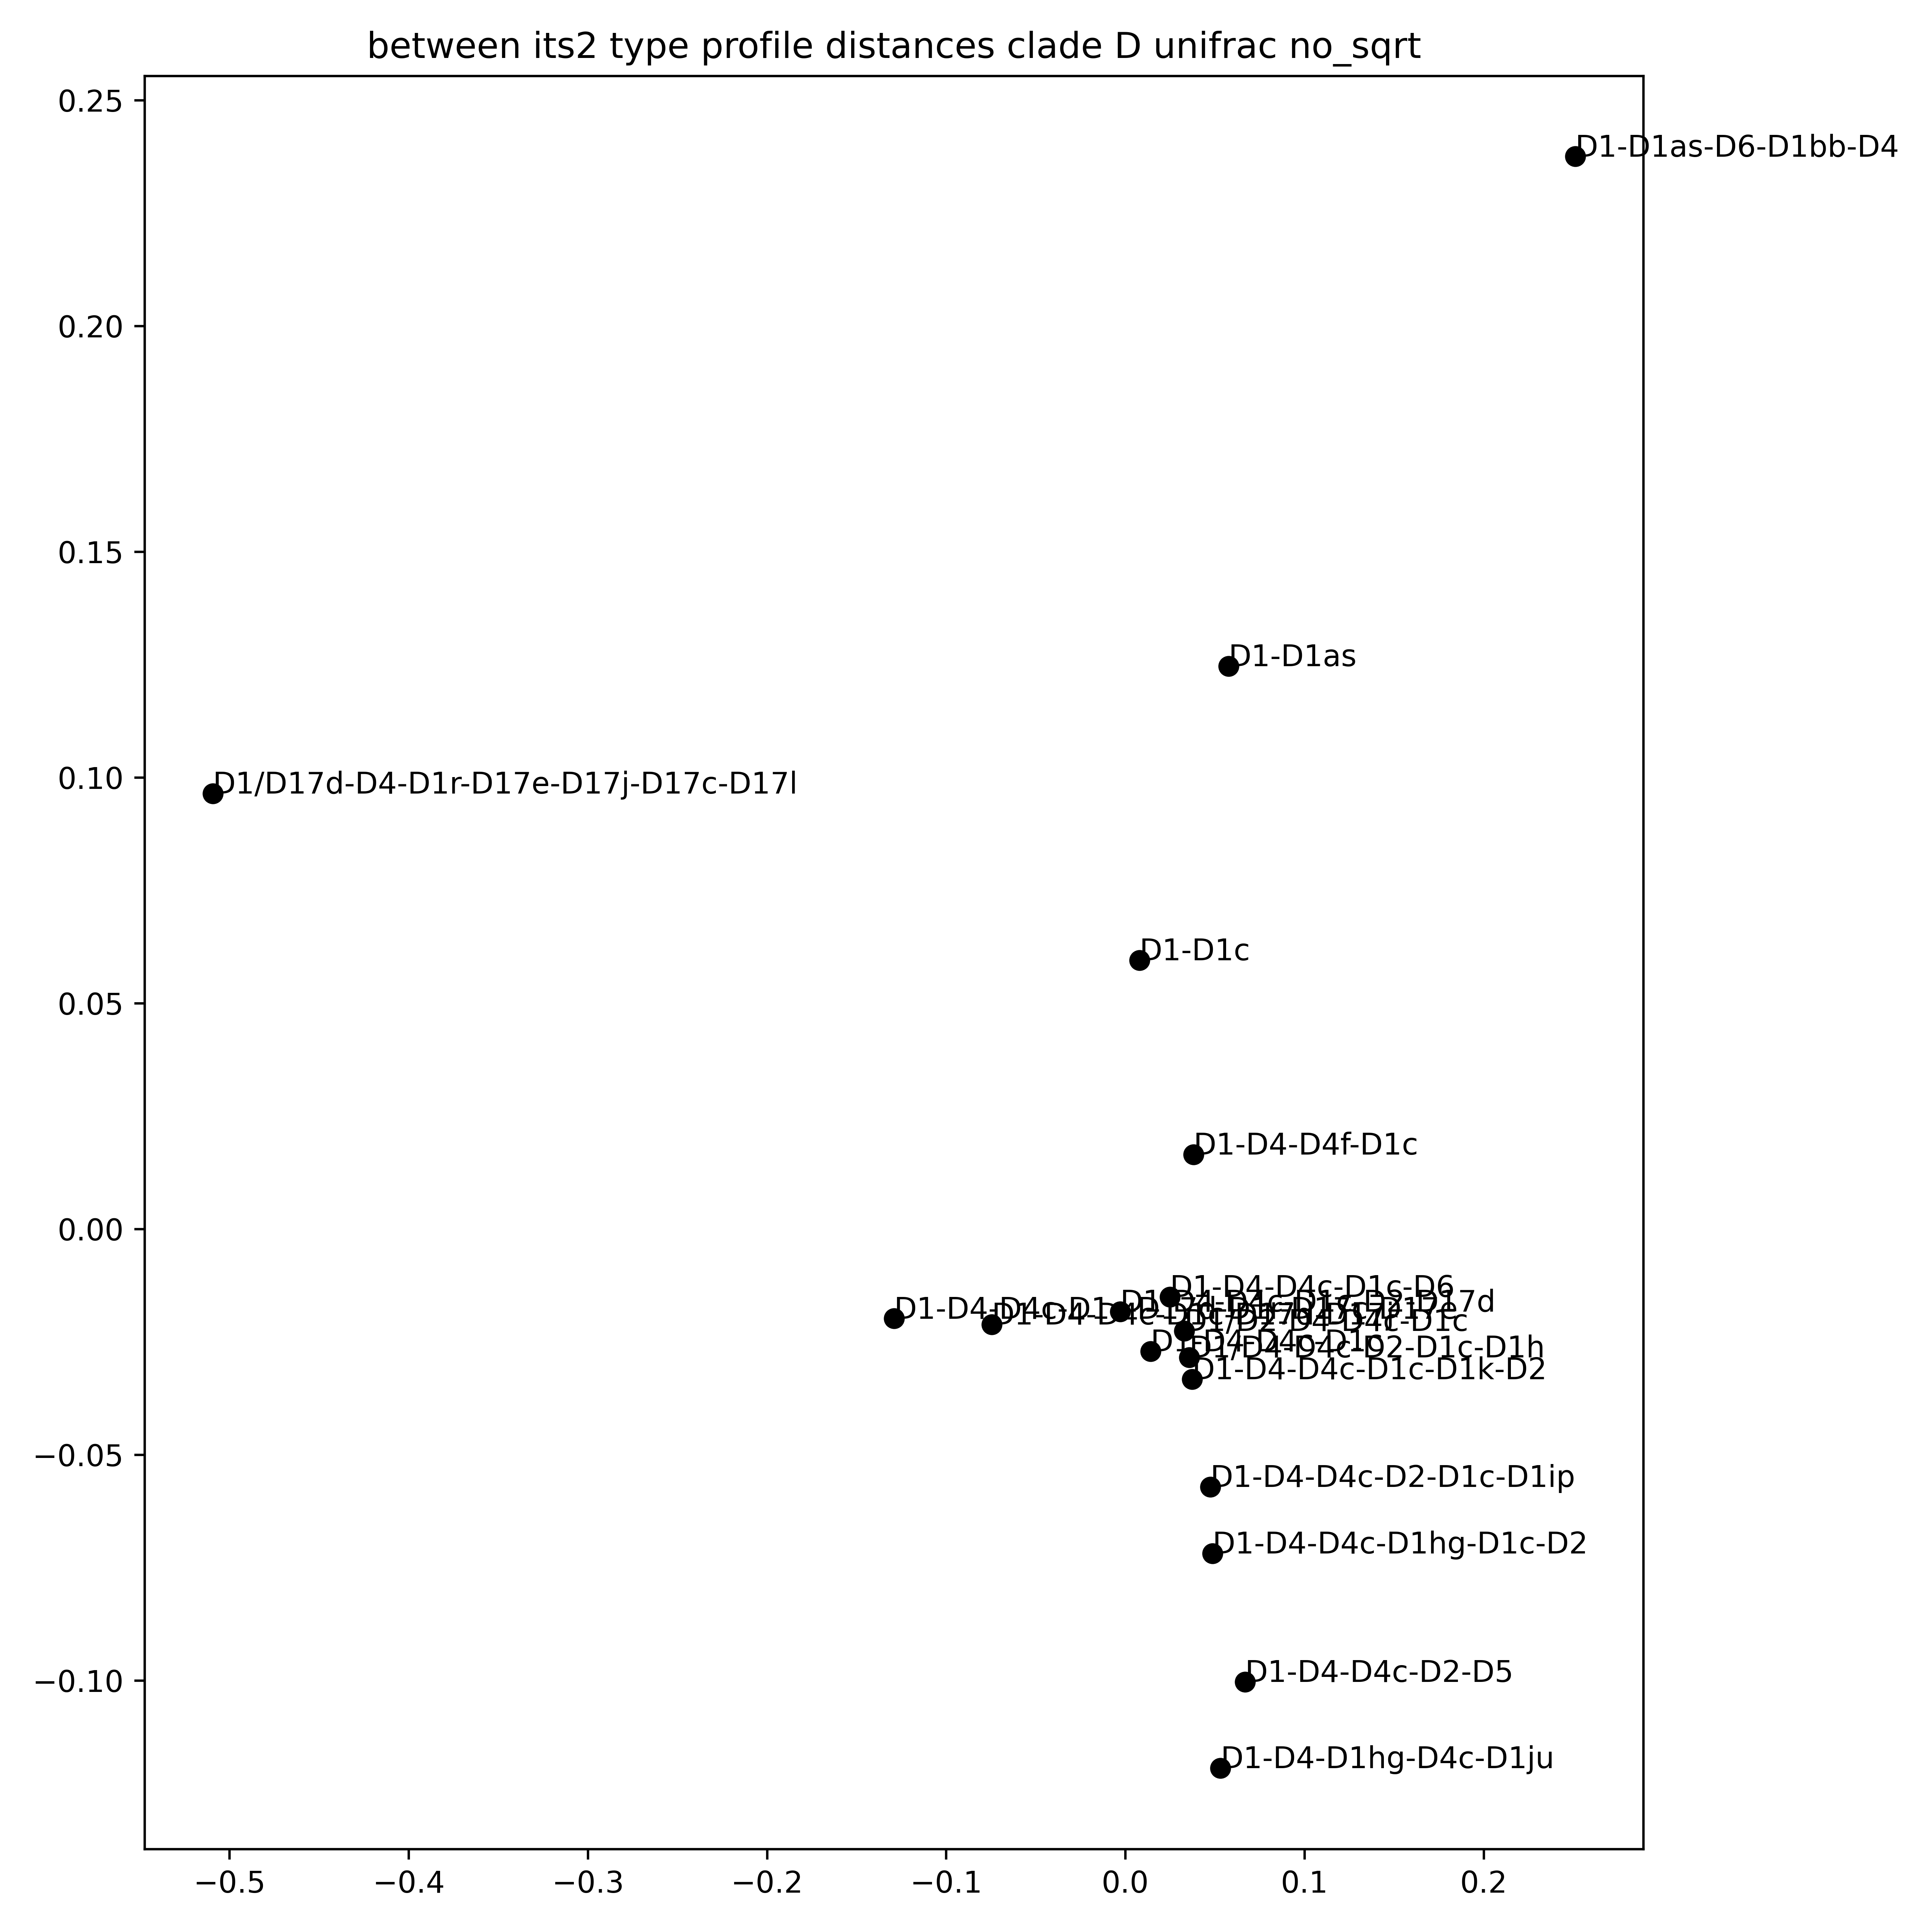 between its2 type profile distances clade D unifrac no_sqrt
0.25
D1-D1as-D6-D1bb-D4
0.20
0.15
D1-D1as
0.10
D1/D17d-D4-D1r-D17e-D17j-D17c-D17l
D1-D1c
0.05
D1-D4-D4f-D1c
0.00
D1-D4-D4c-D1c-D6
D1-D4-D4c-D1c
D1/D4-D4c-D2-D1c-D1h
D1-D4-D4c-D1c-D1k-D2
−0.05
D1-D4-D4c-D2-D1c-D1ip
D1-D4-D4c-D1hg-D1c-D2
−0.10
D1-D4-D4c-D2-D5
D1-D4-D1hg-D4c-D1ju
−0.5 −0.4 −0.3 −0.2 −0.1 0.0 0.1 0.2